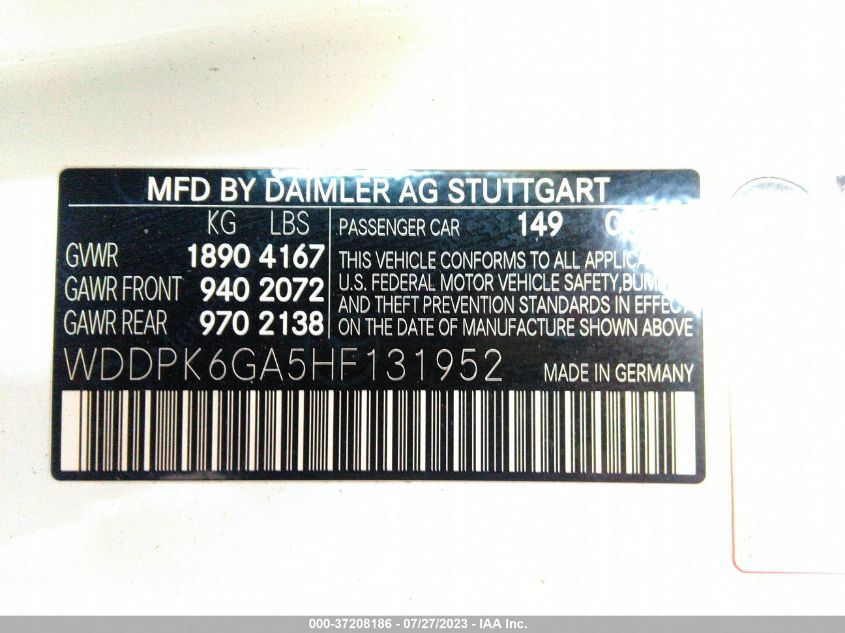 MFD BY DAIMLER AG STUTTGART
KG LBS PASSENGER CAR 149
GVWR 1890 4167 THIS VEHICLE CONFORMS TO ALL
GAWR FRONT 940 2072 U.S. FEDERAL MOTOR VEHICLE SAFETY,
GAWR REAR 970 2138 AND THEFT PREVENTION STANDARDS IN EFFECT
ON THE DATE OF MANUFACTURE SHOWN ABOVE
WDDPK6GA5HF131952 MADE IN GERMANY
000-37208186 - 07/27/2023 - IAA Inc.